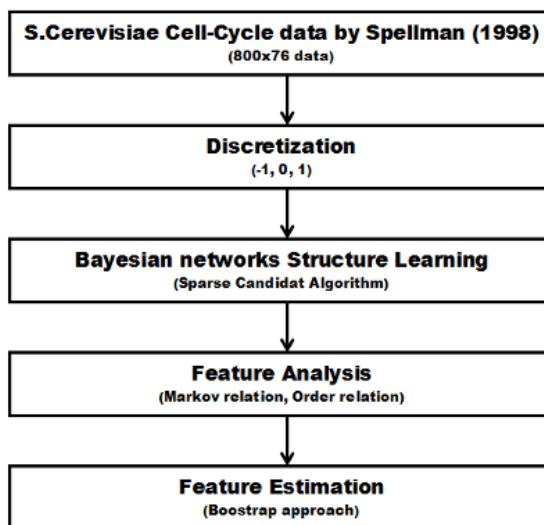 S.Cerevisiae Cell-Cycle data by Spellman (1998)
(800x76 data)
Discretization
(-1, 0, 1)
Bayesian networks Structure Learning
(Sparse Candidat Algorithm)
Feature Analysis
(Markov relation, Order relation)
Feature Estimation
(Boostrap approach)